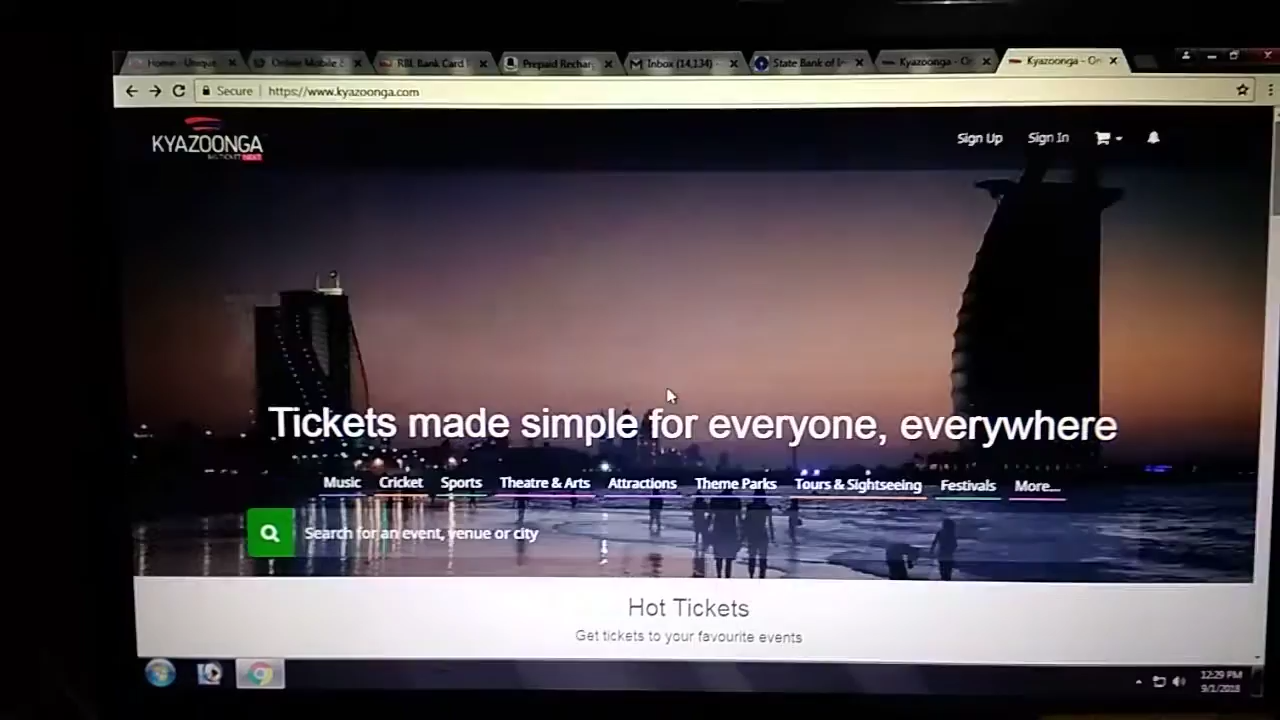 Home - Unique
Online Mobile &
RBL Bank Card
Prepaid Rechar
Inbox (14,134) -
State Bank of I
Kyazoonga - On
Kyazoonga - On
Secure https://www.kyazoonga.com
KYAZOONGA
Sign Up Sign In
Tickets made simple for everyone, everywhere
Music Cricket Sports Theatre & Arts Attractions Theme Parks Tours & Sightseeing Festivals More...
Search for an event, venue or city
Hot Tickets
Get tickets to your favourite events
12:29 PM
9/1/2018